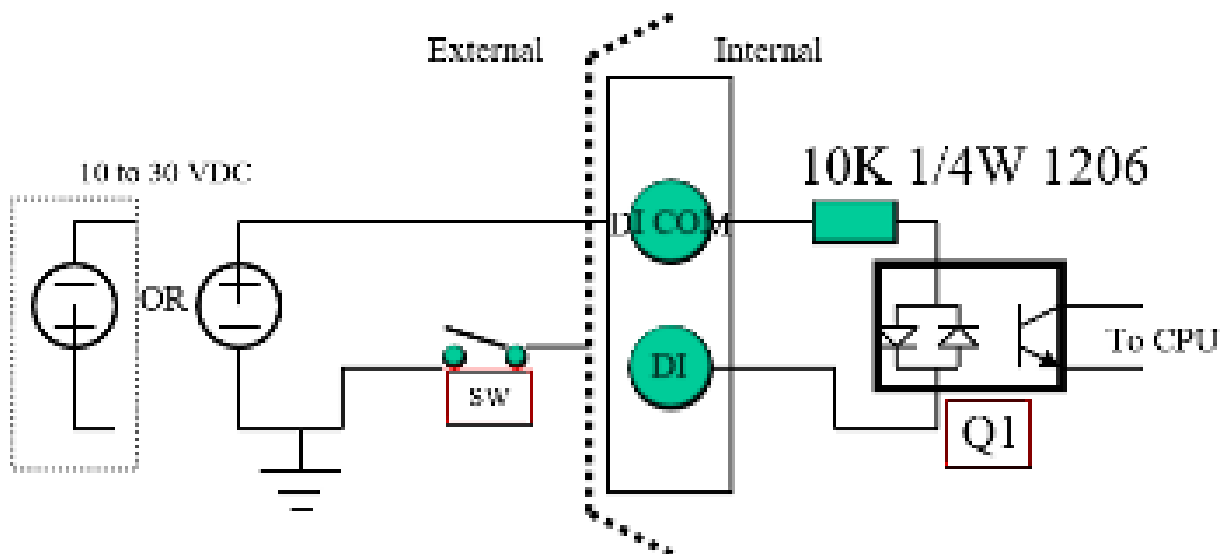 External
Internal
10 to 30 VDC
10K 1/4W 1206
DI COM
OR
To CPU
DI
SW
Q1